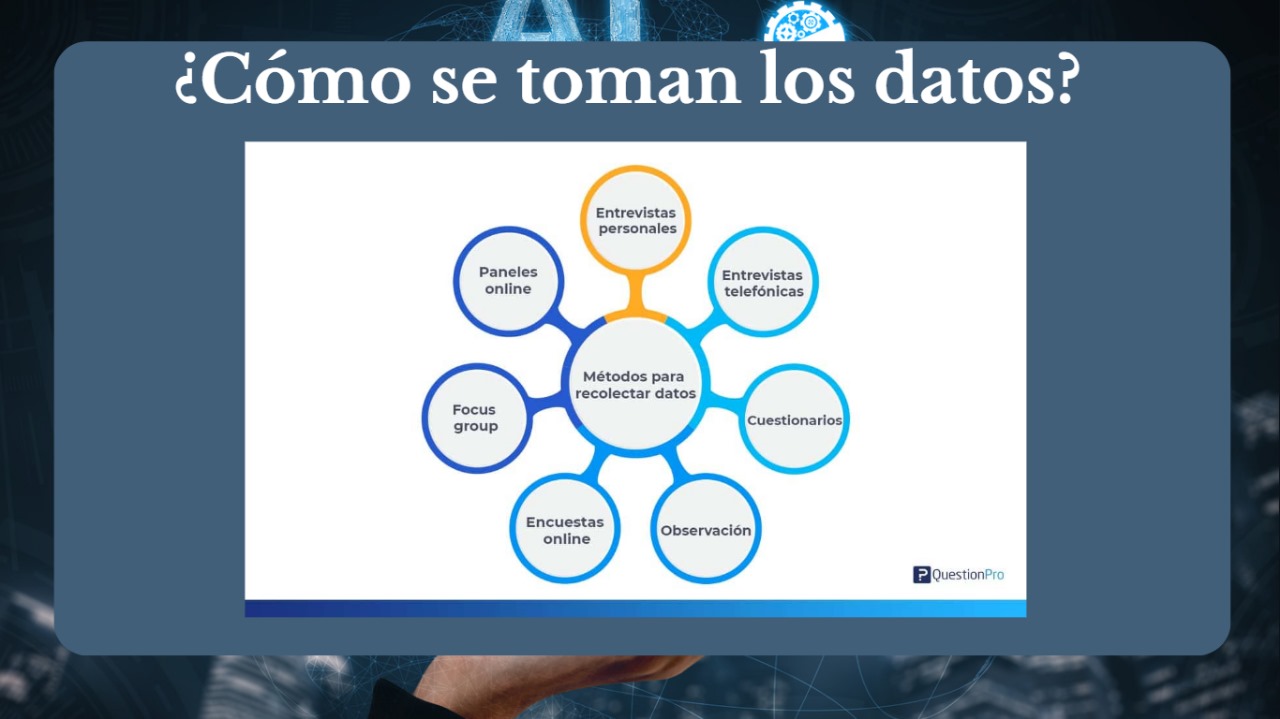 AI
¿Cómo se toman los datos?
Entrevistas
personales
Entrevistas
telefónicas
Cuestionarios
Observación
Encuestas
online
Focus
group
Paneles
online
Métodos para
recolectar datos
QuestionPro